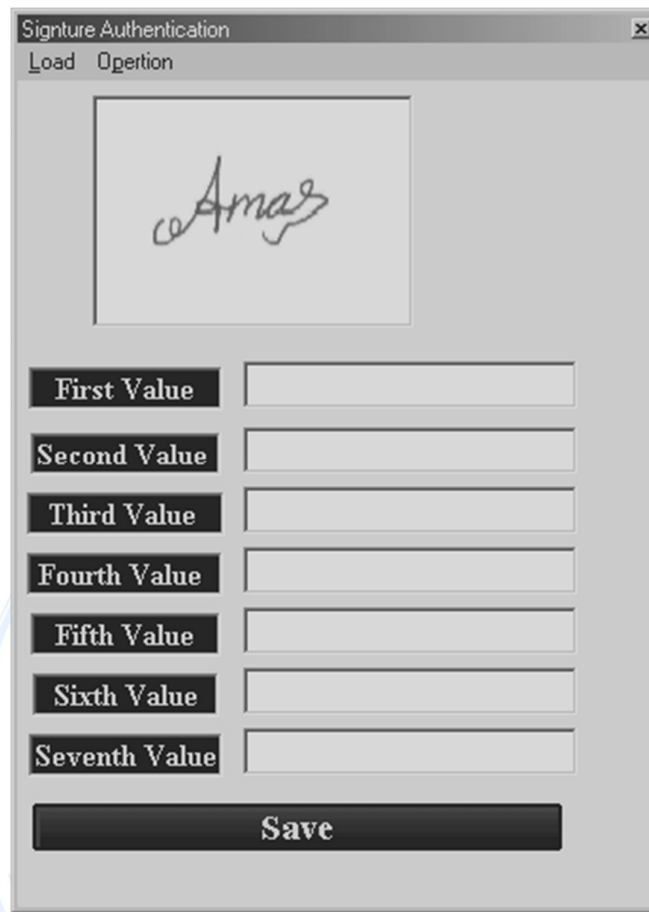 Signture Authentication
Load Opertion
Amas
First Value
Second Value
Third Value
Fourth Value
Fifth Value
Sixth Value
Seventh Value
Save